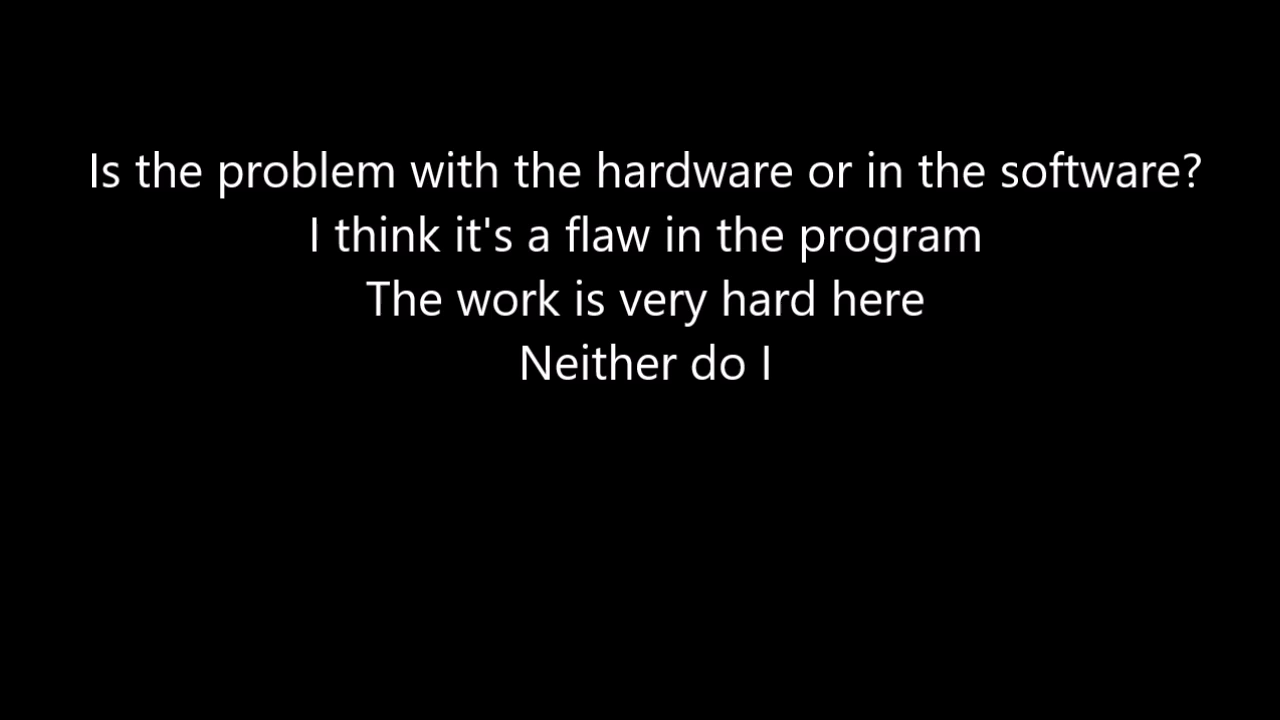 Is the problem with the hardware or in the software?
I think it's a flaw in the program
The work is very hard here
Neither do I